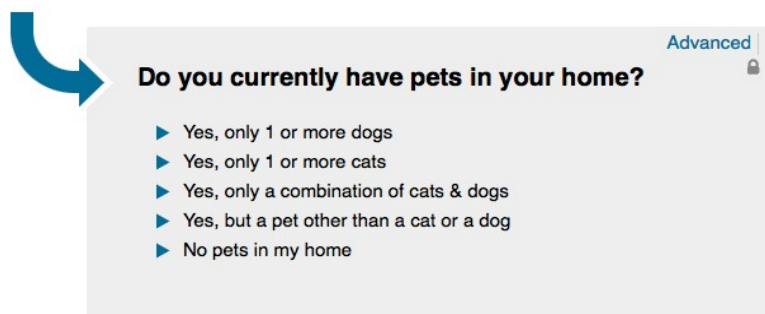 Advanced
Do you currently have pets in your home?
Yes, only 1 or more dogs
Yes, only 1 or more cats
Yes, only a combination of cats & dogs
Yes, but a pet other than a cat or a dog
No pets in my home